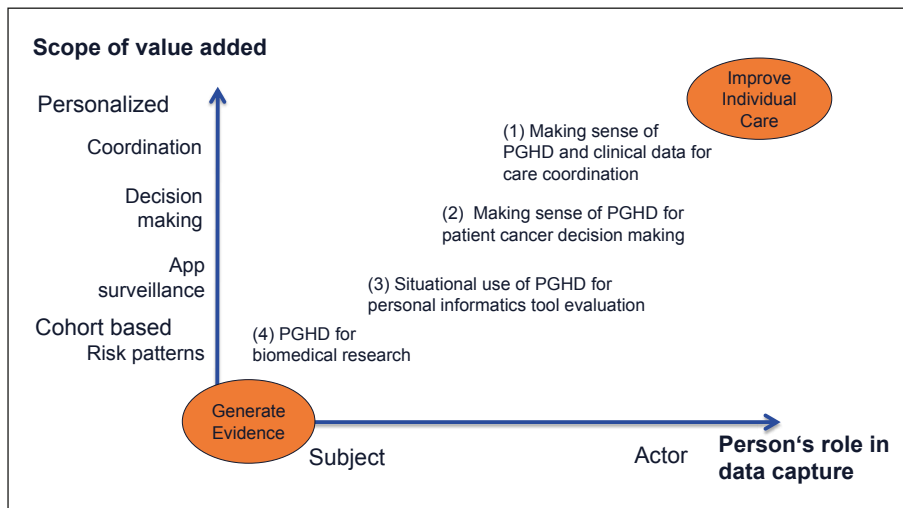 Scope of value added
Personalized
Coordination
Decision
making
App
surveillance
Cohort based
Risk patterns
Improve
Individual
Care
(1) Making sense of
PGHD and clinical data for
care coordination
(2) Making sense of PGHD for
patient cancer decision making
(3) Situational use of PGHD for
personal informatics tool evaluation
(4) PGHD for
biomedical research
Generate
Evidence
Subject
Actor
Person‘s role in
data capture